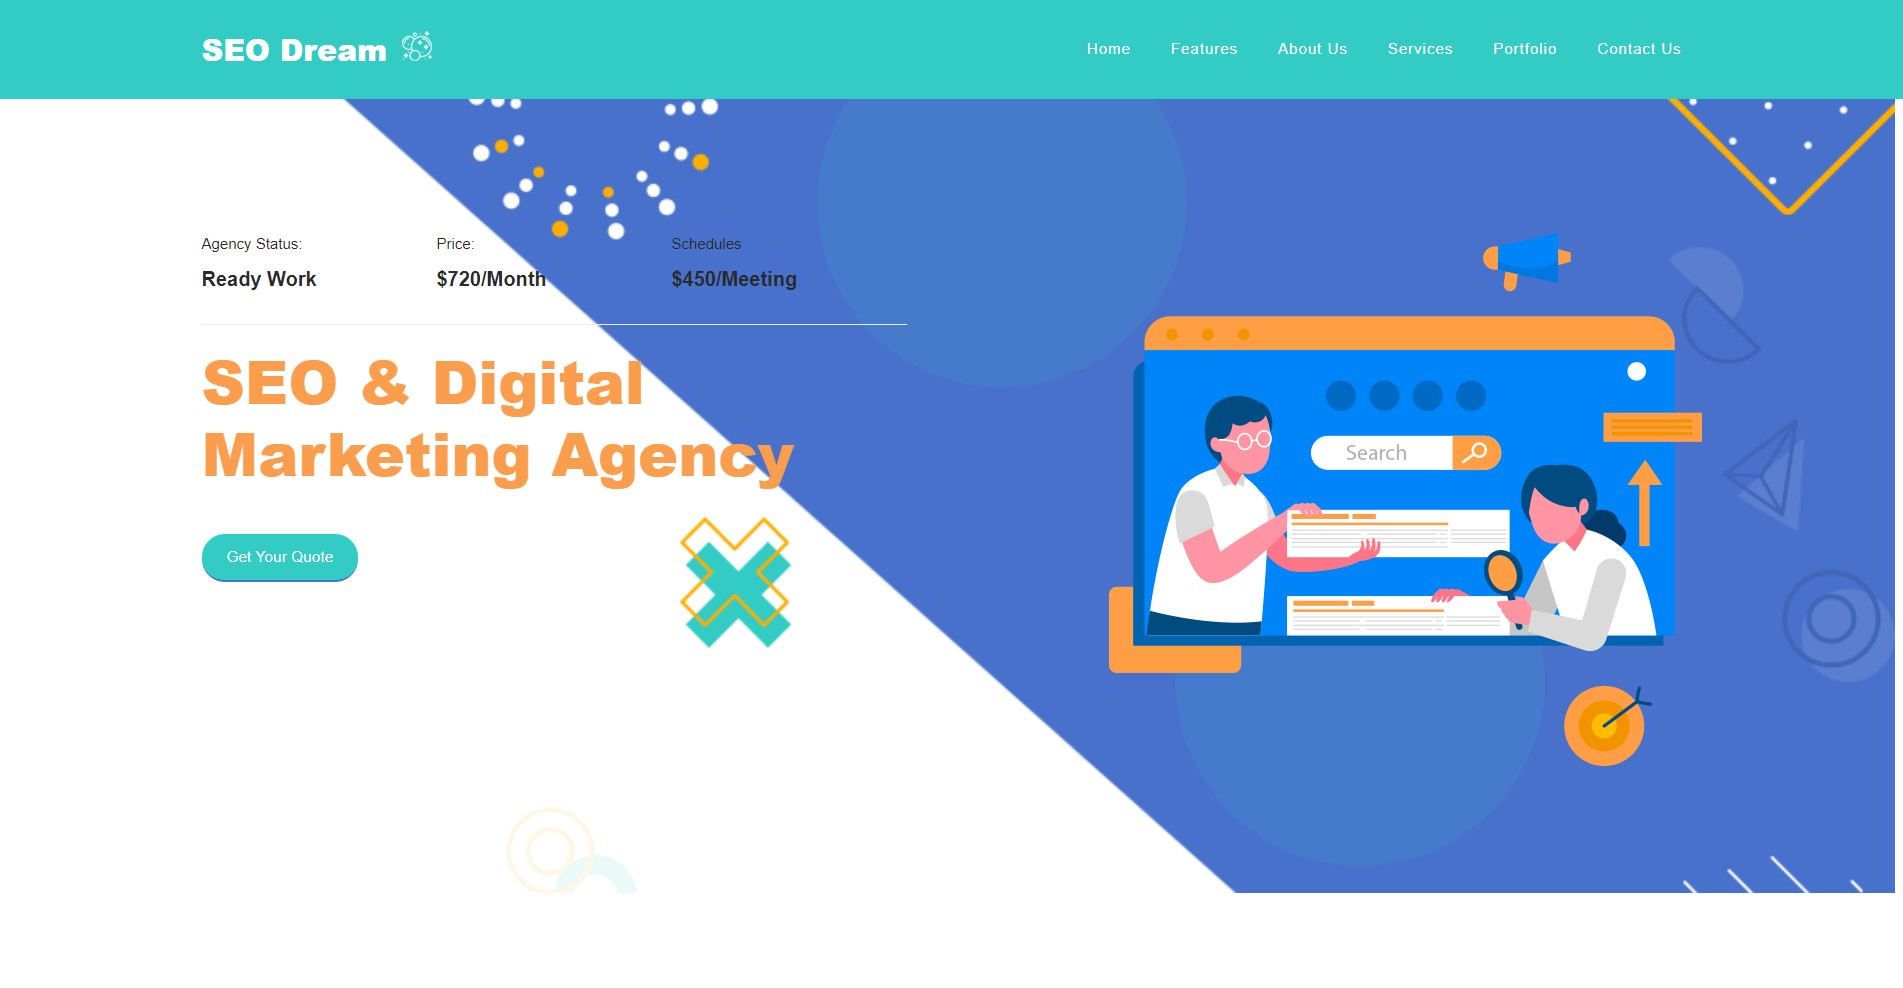 SEO Dream
Home Features About Us Services Portfolio Contact Us
Agency Status: Price: Schedules
Ready Work $720/Month $450/Meeting
SEO & Digital
Marketing Agency
Get Your Quote
Search